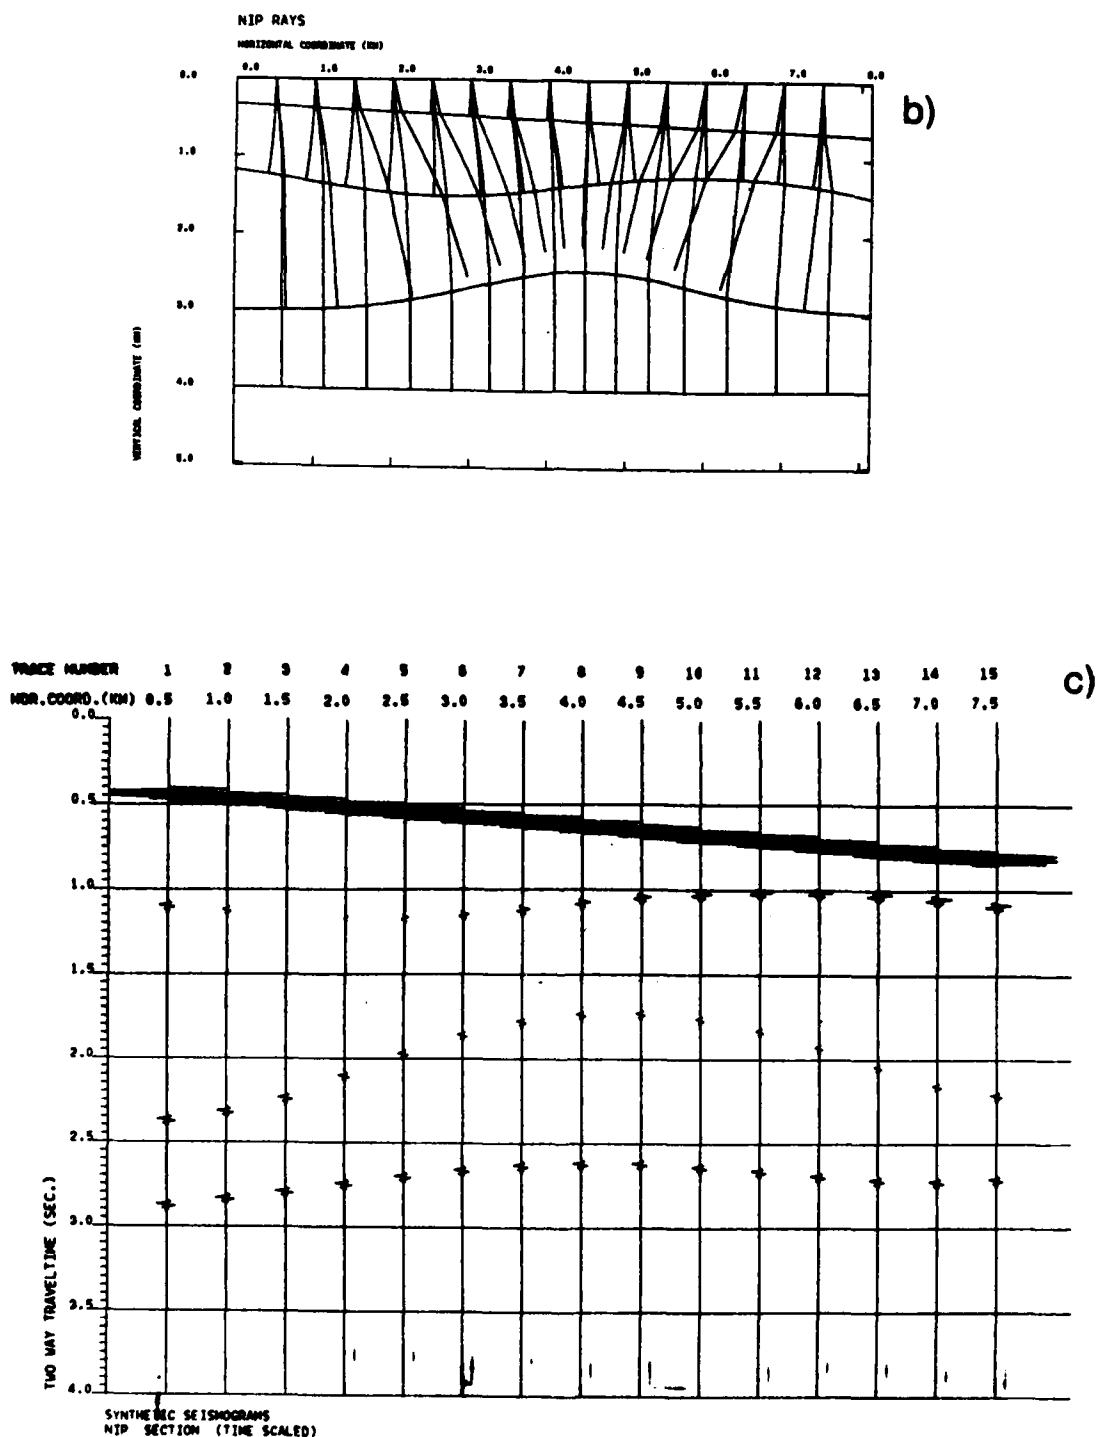 NIP RAYS
HORIZONTAL COORDINATE (KM)
0.0 1.0 2.0 3.0 4.0 5.0 6.0 7.0 8.0
b)
0.0
1.0
2.0
3.0
4.0
5.0
VERTICAL COORDINATE (KM)
TRACE NUMBER 1 2 3 4 5 6 7 8 9 10 11 12 13 14 15
HOR.COORD.(KM) 0.5 1.0 1.5 2.0 2.5 3.0 3.5 4.0 4.5 5.0 5.5 6.0 6.5 7.0 7.5
c)
0.0
0.5
1.0
1.5
2.0
2.5
3.0
3.5
4.0
TWO WAY TRAVELTIME (SEC.)
SYNTHETIC SEISMOGRAMS
NIP SECTION (TIME SCALED)